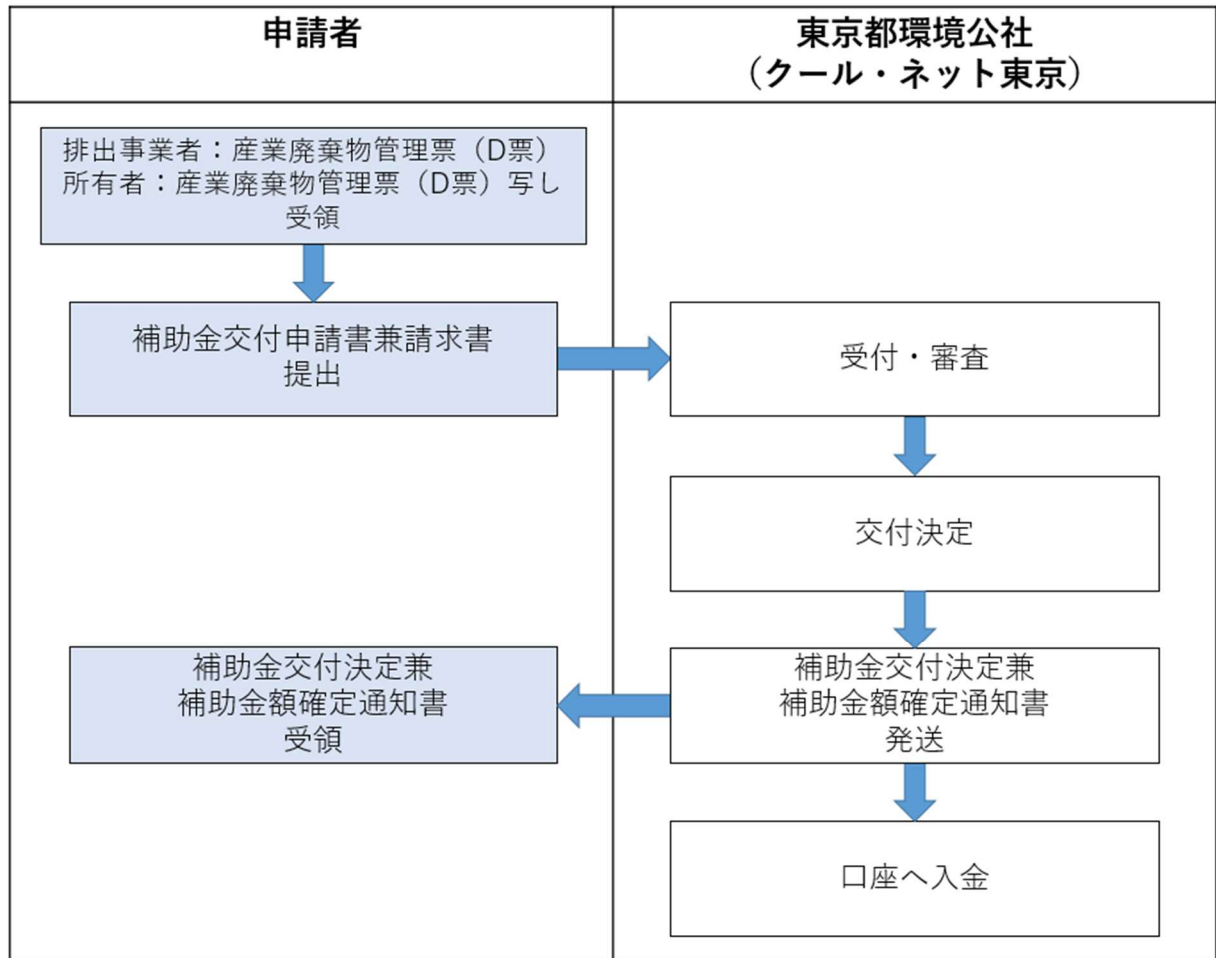 申請者
東京都環境公社
（クール・ネット東京）
排出事業者：産業廃棄物管理票（D票）
所有者：産業廃棄物管理票（D票）写し
受領
補助金交付申請書兼請求書
提出
受付・審査
交付決定
補助金交付決定兼
補助金額確定通知書
発送
補助金交付決定兼
補助金額確定通知書
受領
口座へ入金